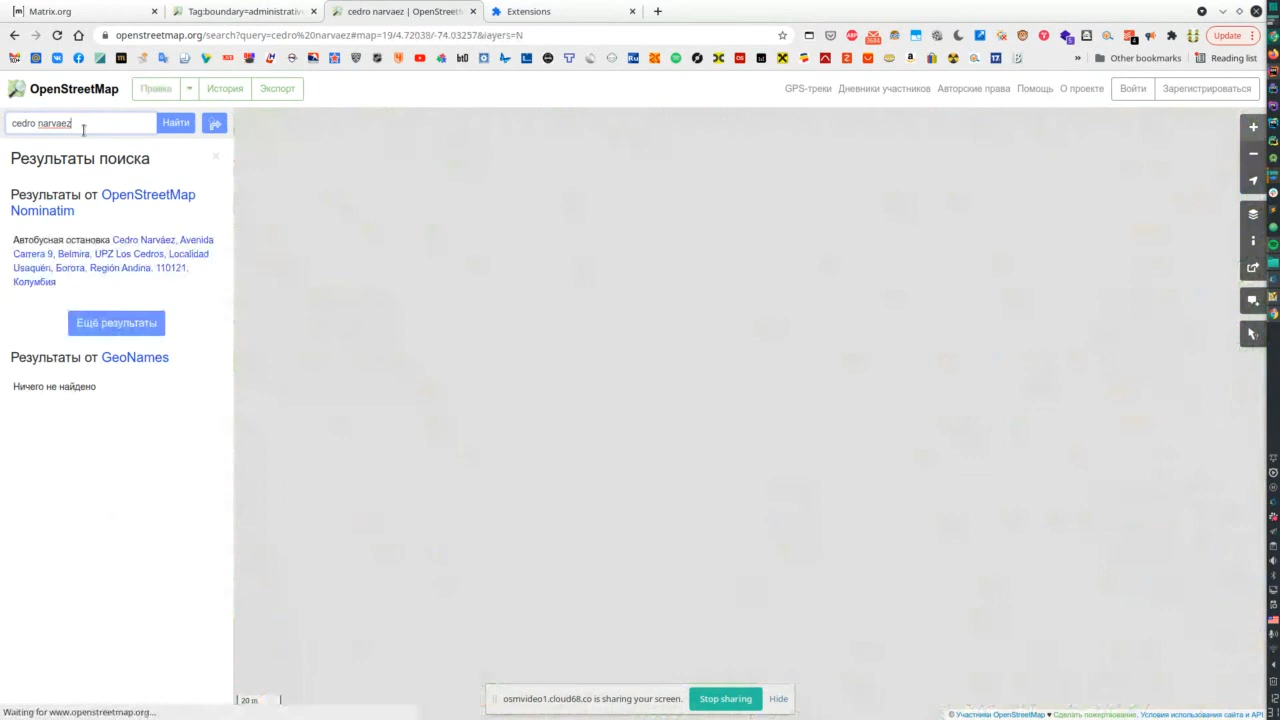 Matrix.org
Tag:boundary=administrativ
cedro narvaez | OpenStreetM
Extensions
openstreetmap.org/search?query=cedro%20narvaez#map=19/4.72038/-74.03257&layers=N
Update
Other bookmarks
Reading list
OpenStreetMap
Правка
История
Экспорт
GPS-треки
Дневники участников
Авторские права
Помощь
О проекте
Войти
Зарегистрироваться
cedro narvaez
Найти
Результаты поиска
Результаты от OpenStreetMap
Nominatim
Автобусная остановка Cedro Narváez, Avenida
Carrera 9, Belmira, UPZ Los Cedros, Localidad
Usaquén, Богота, Región Andina, 110121,
Колумбия
Ещё результаты
Результаты от GeoNames
Ничего не найдено
20 m
osmvideo1.cloud68.co is sharing your screen.
Stop sharing
Hide
Waiting for www.openstreetmap.org...
© Участники OpenStreetMap ♥ Сделать пожертвование. Условия использования сайта и API